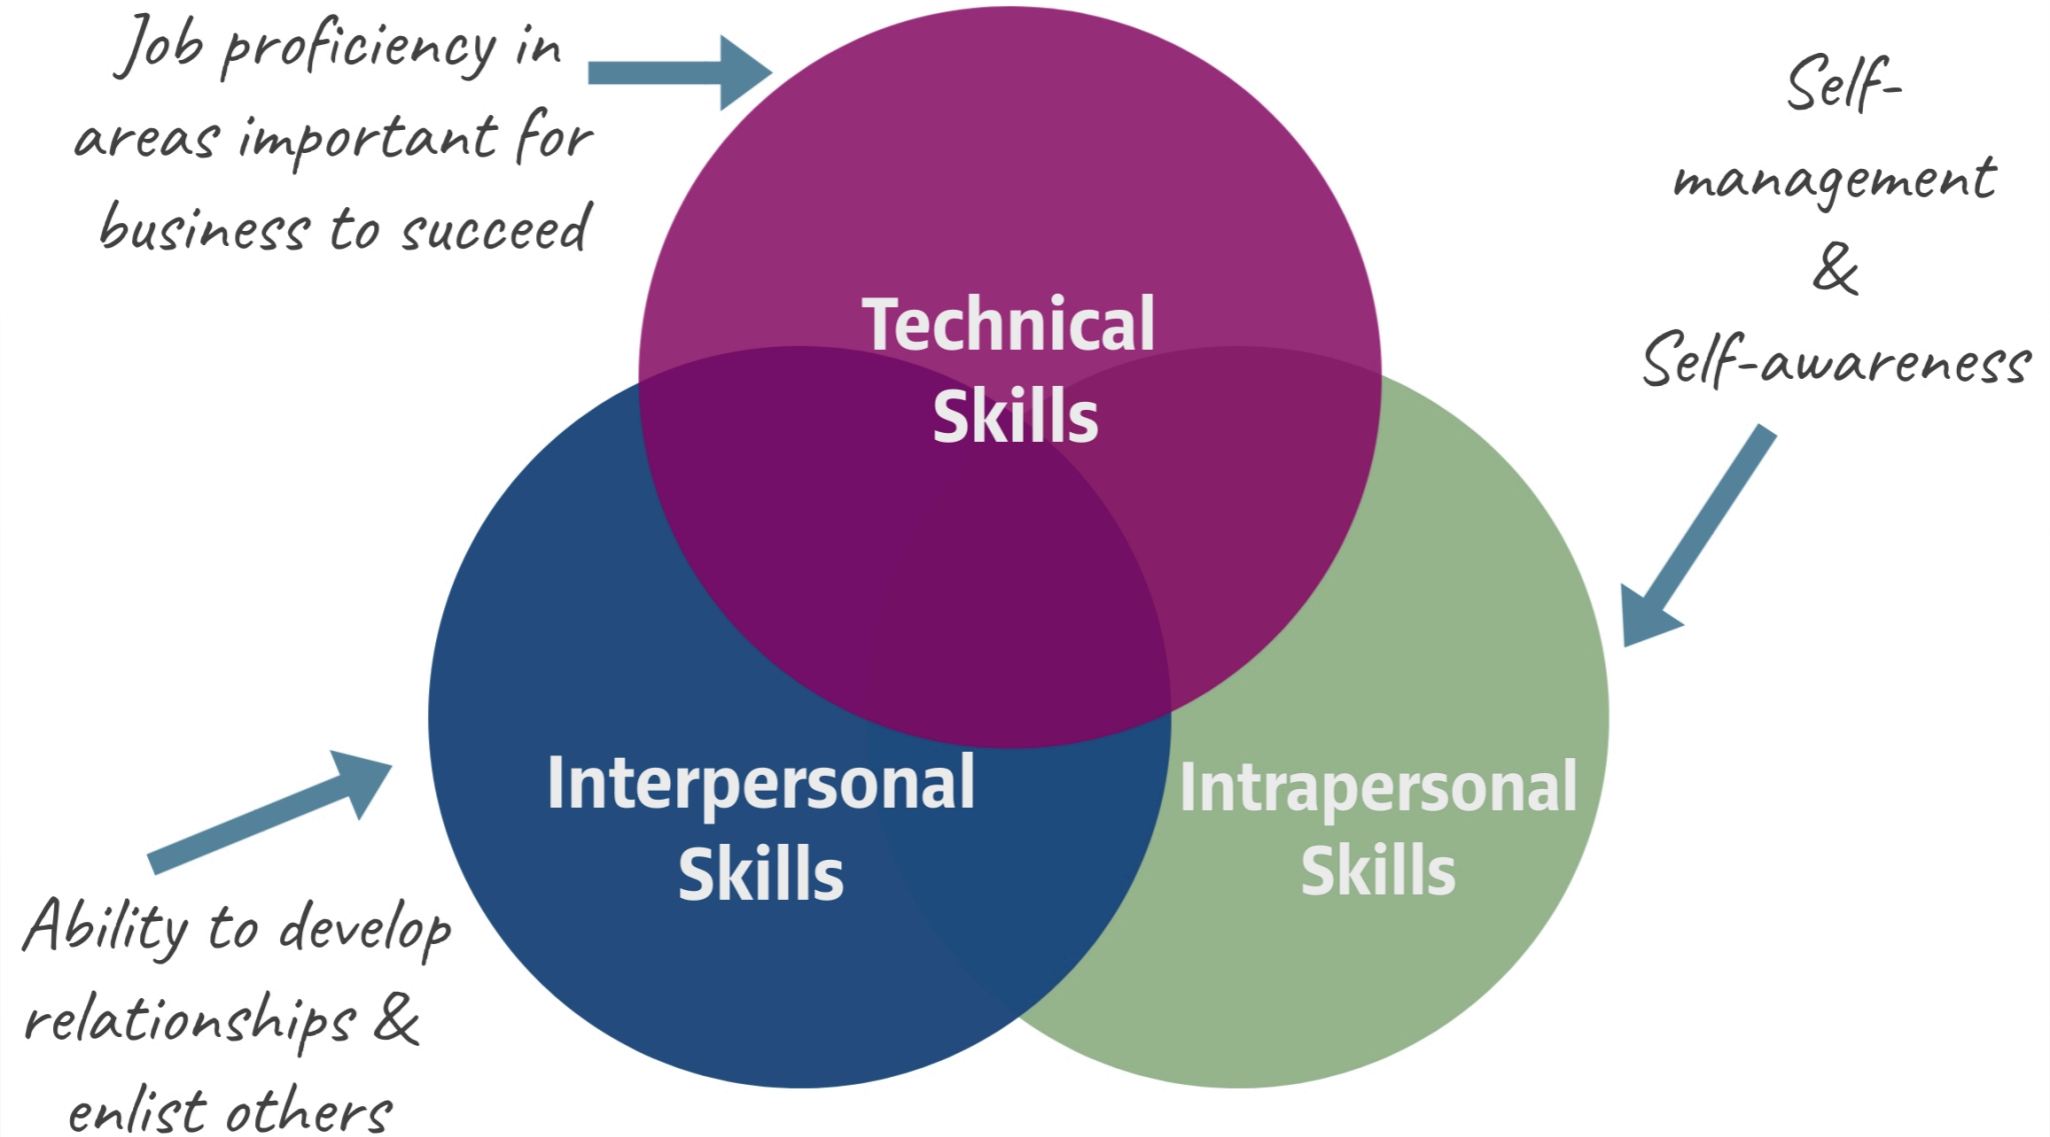 Job proficiency in
areas important for
business to succeed
Self-
management
&
Self-awareness
Technical
Skills
Interpersonal
Skills
Intrapersonal
Skills
Ability to develop
relationships &
enlist others